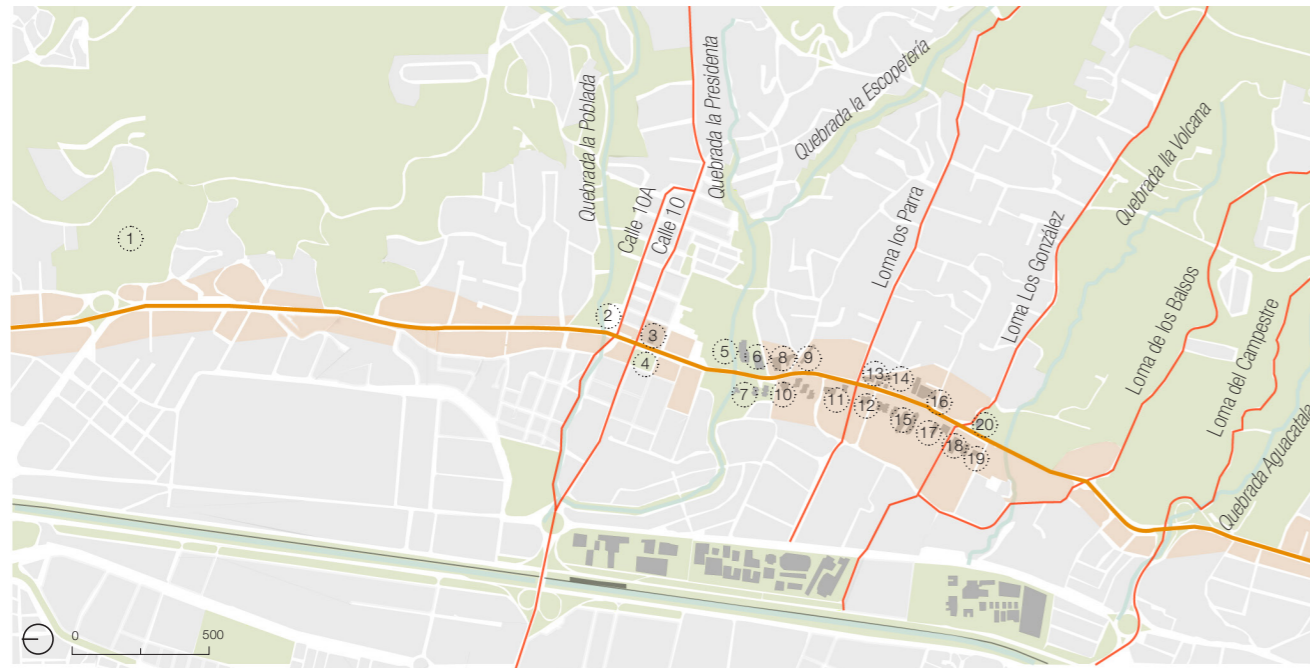 Quebrada la Poblada
Calle 10A
Calle 10
Quebrada la Presidenta
Quebrada la Escopetería
Loma los Parra
Loma Los González
Quebrada lla Volcana
Loma de los Balsos
Loma del Campestre
Quebrada Aguacatala
1
2
3
4
5
6
7
8
9
10
11
12
13
14
15
16
17
18
19
20
0
500